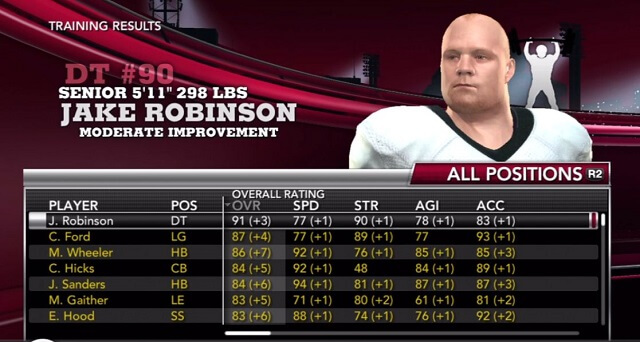 TRAINING RESULTS
DT #90
SENIOR 5'11" 298 LBS
JAKE ROBINSON
MODERATE IMPROVEMENT
ALL POSITIONS R2
OVERALL RATING
PLAYER POS OVR SPD STR AGI ACC
J. Robinson DT 91 (+3) 77 (+1) 90 (+1) 78 (+1) 83 (+1)
C. Ford LG 87 (+4) 77 (+1) 89 (+1) 77 93 (+1)
M. Wheeler HB 86 (+7) 92 (+1) 76 (+1) 85 (+1) 85 (+3)
C. Hicks CB 84 (+5) 92 (+1) 48 84 (+1) 89 (+1)
J. Sanders HB 84 (+6) 94 (+1) 81 (+1) 87 (+1) 87 (+3)
M. Gaither LE 83 (+5) 71 (+1) 80 (+2) 61 (+1) 81 (+2)
E. Hood SS 83 (+6) 88 (+1) 74 (+1) 76 (+1) 92 (+2)